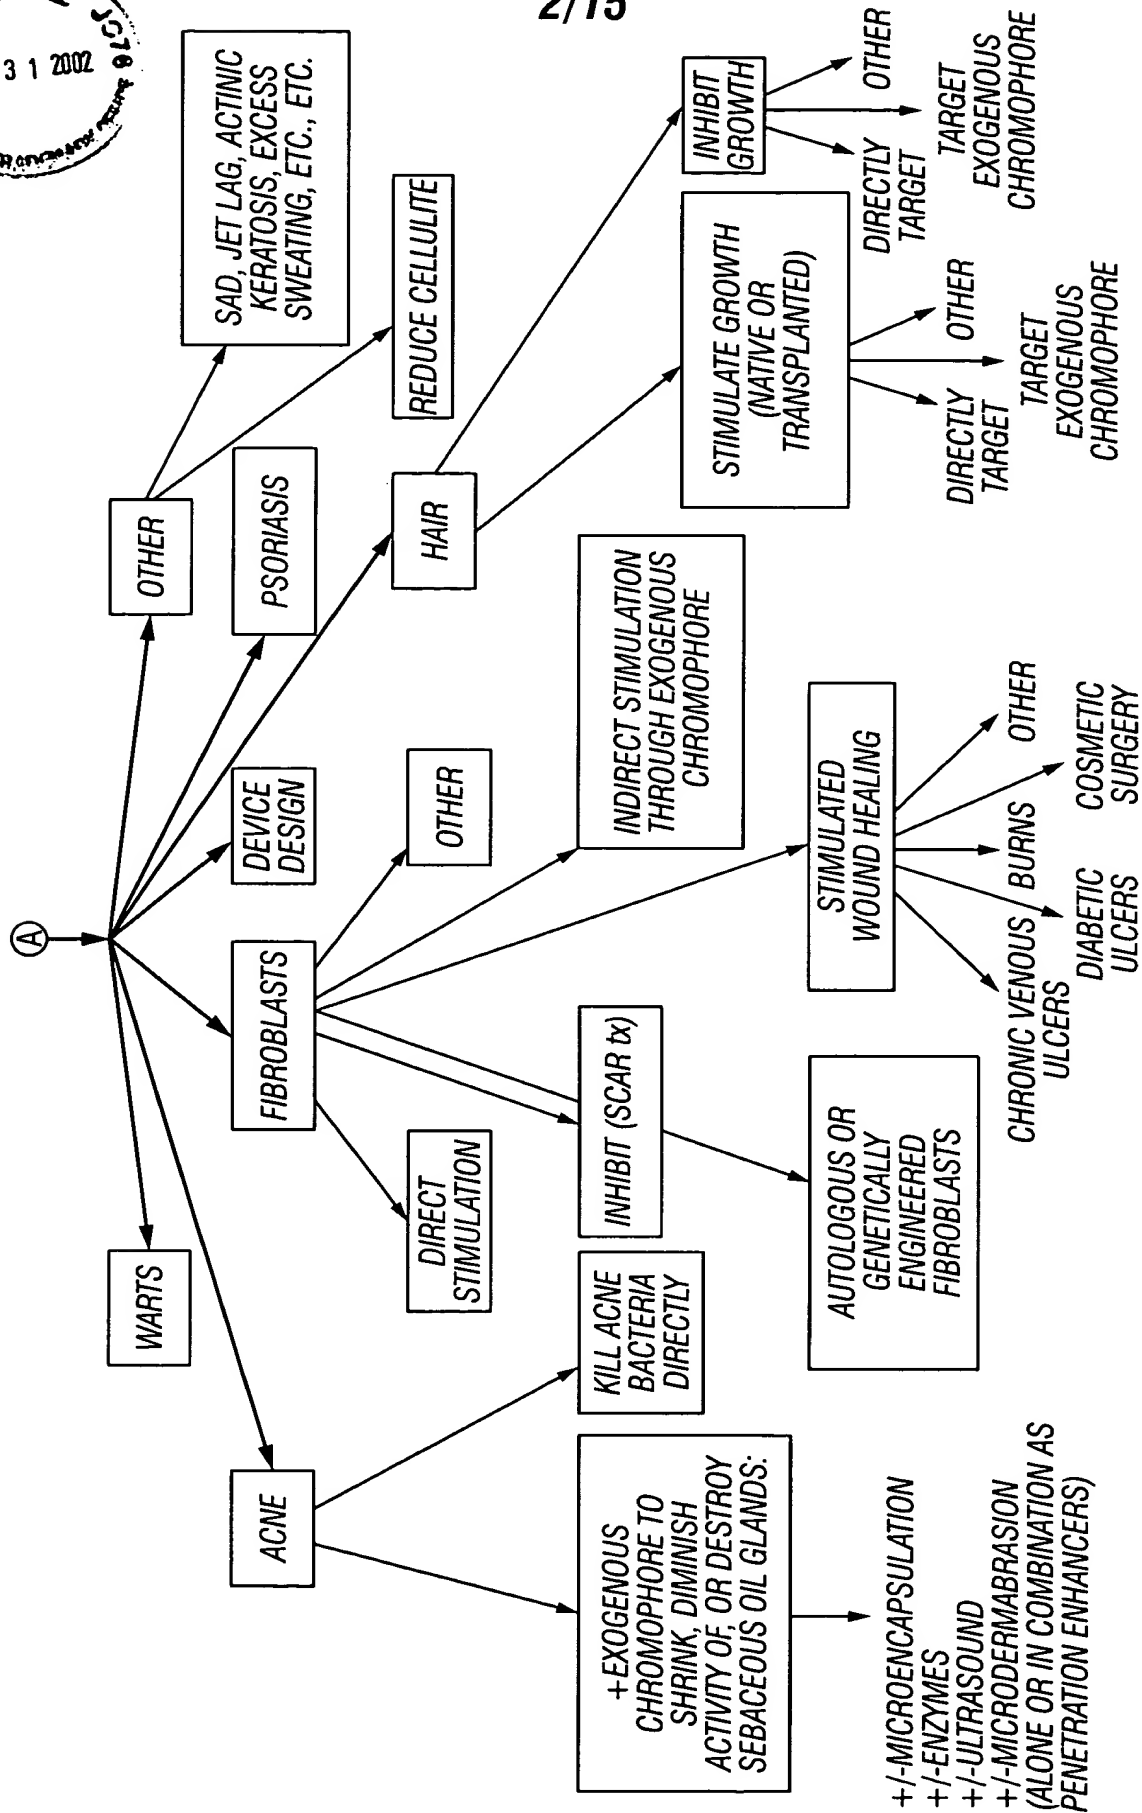 2/15
3 1 2002
JC76
A
WARTS
OTHER
ACNE
FIBROBLASTS
DEVICE
DESIGN
PSORIASIS
SAD, JET LAG, ACTINIC
KERATOSIS, EXCESS
SWEATING, ETC., ETC.
DIRECT
STIMULATION
OTHER
HAIR
REDUCE CELLULITE
+EXOGENOUS
CHROMOPHORE TO
SHRINK, DIMINISH
ACTIVITY OF, OR DESTROY
SEBACEOUS OIL GLANDS:
KILL ACNE
BACTERIA
DIRECTLY
INHIBIT (SCAR tx)
INDIRECT STIMULATION
THROUGH EXOGENOUS
CHROMOPHORE
STIMULATE GROWTH
(NATIVE OR
TRANSPLANTED)
INHIBIT
GROWTH
AUTOLOGOUS OR
GENETICALLY
ENGINEERED
FIBROBLASTS
STIMULATED
WOUND HEALING
DIRECTLY
TARGET
OTHER
TARGET
EXOGENOUS
CHROMOPHORE
DIRECTLY
TARGET
OTHER
TARGET
EXOGENOUS
CHROMOPHORE
+/-MICROENCAPSULATION
+/-ENZYMES
+/-ULTRASOUND
+/-MICRODERMABRASION
(ALONE OR IN COMBINATION AS
PENETRATION ENHANCERS)
CHRONIC VENOUS
ULCERS
BURNS
OTHER
DIABETIC
ULCERS
COSMETIC
SURGERY